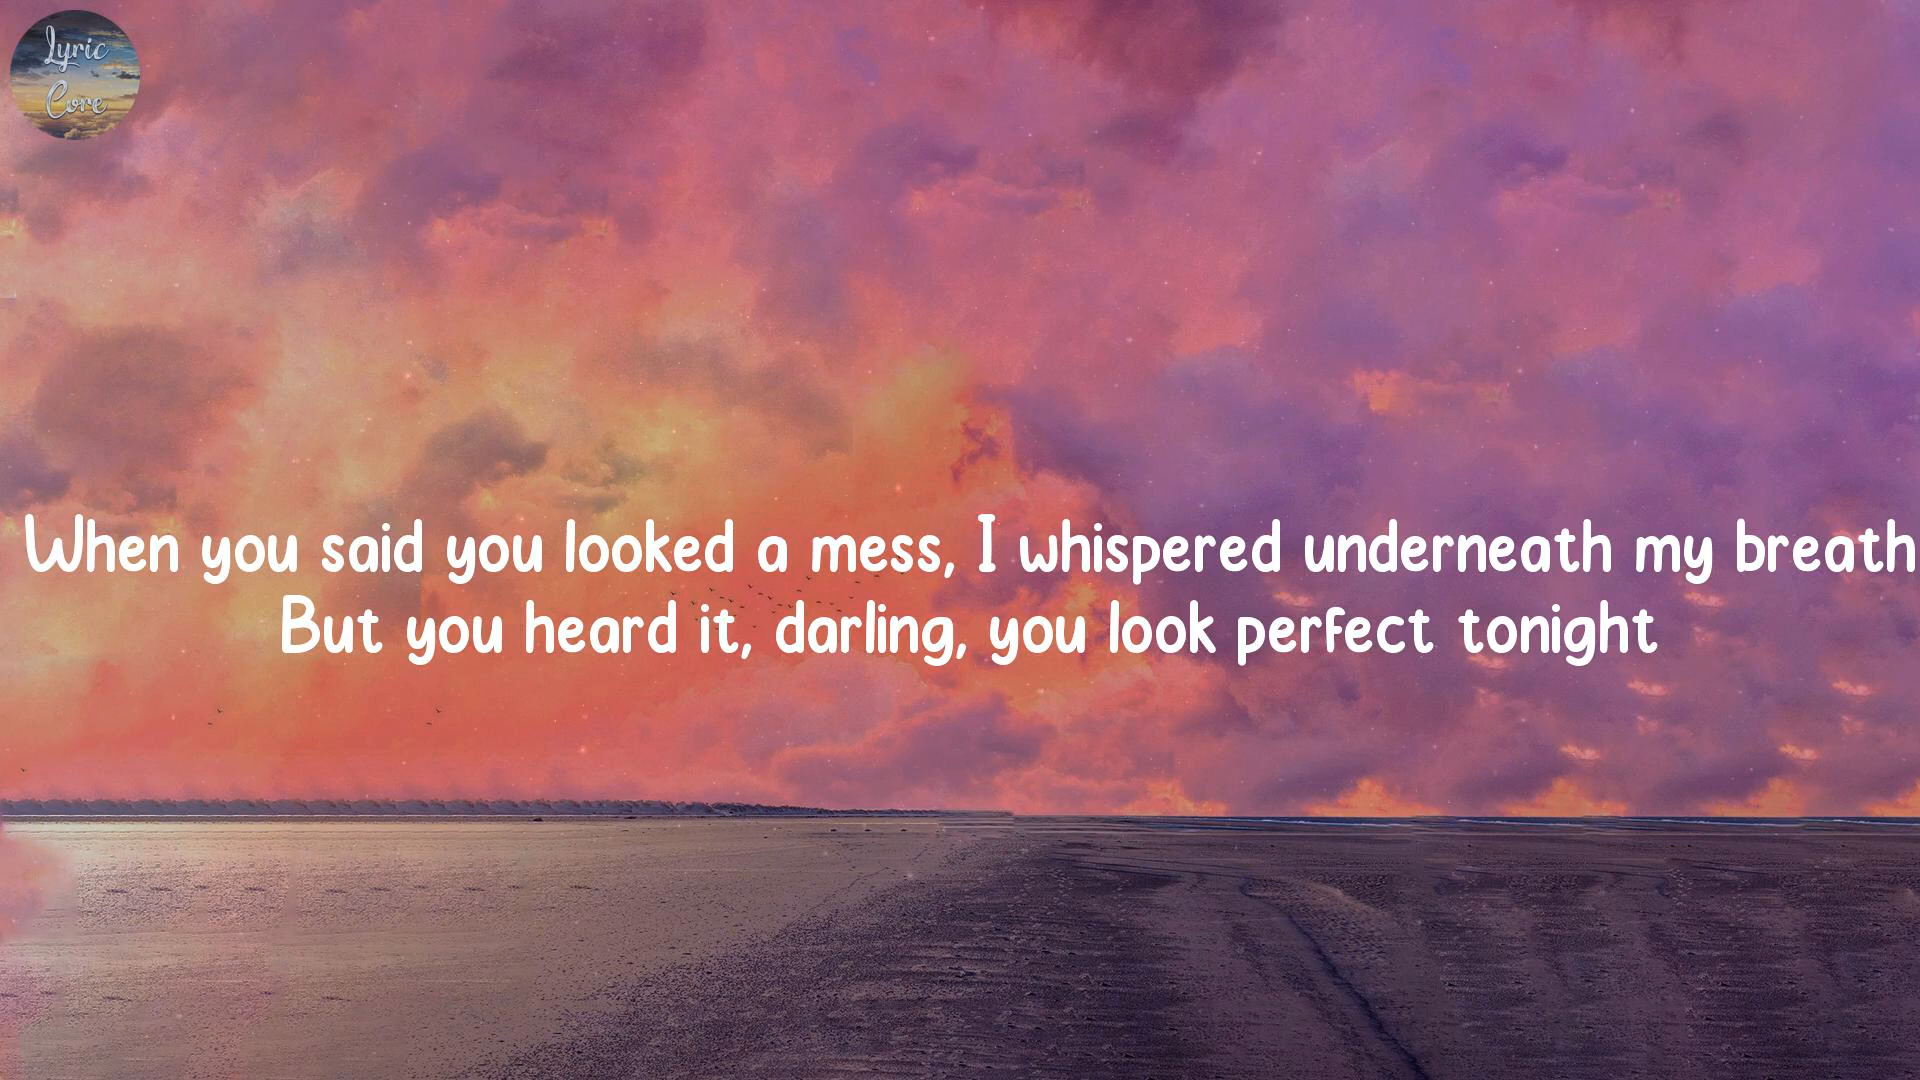 Lyric
Core
When you said you looked a mess, I whispered underneath my breath
But you heard it, darling, you look perfect tonight